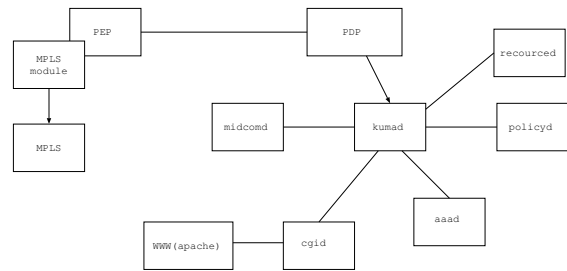 PEP
PDP
MPLS
module
recourced
midcomd
kumad
policyd
MPLS
aaad
WWW(apache)
cgid